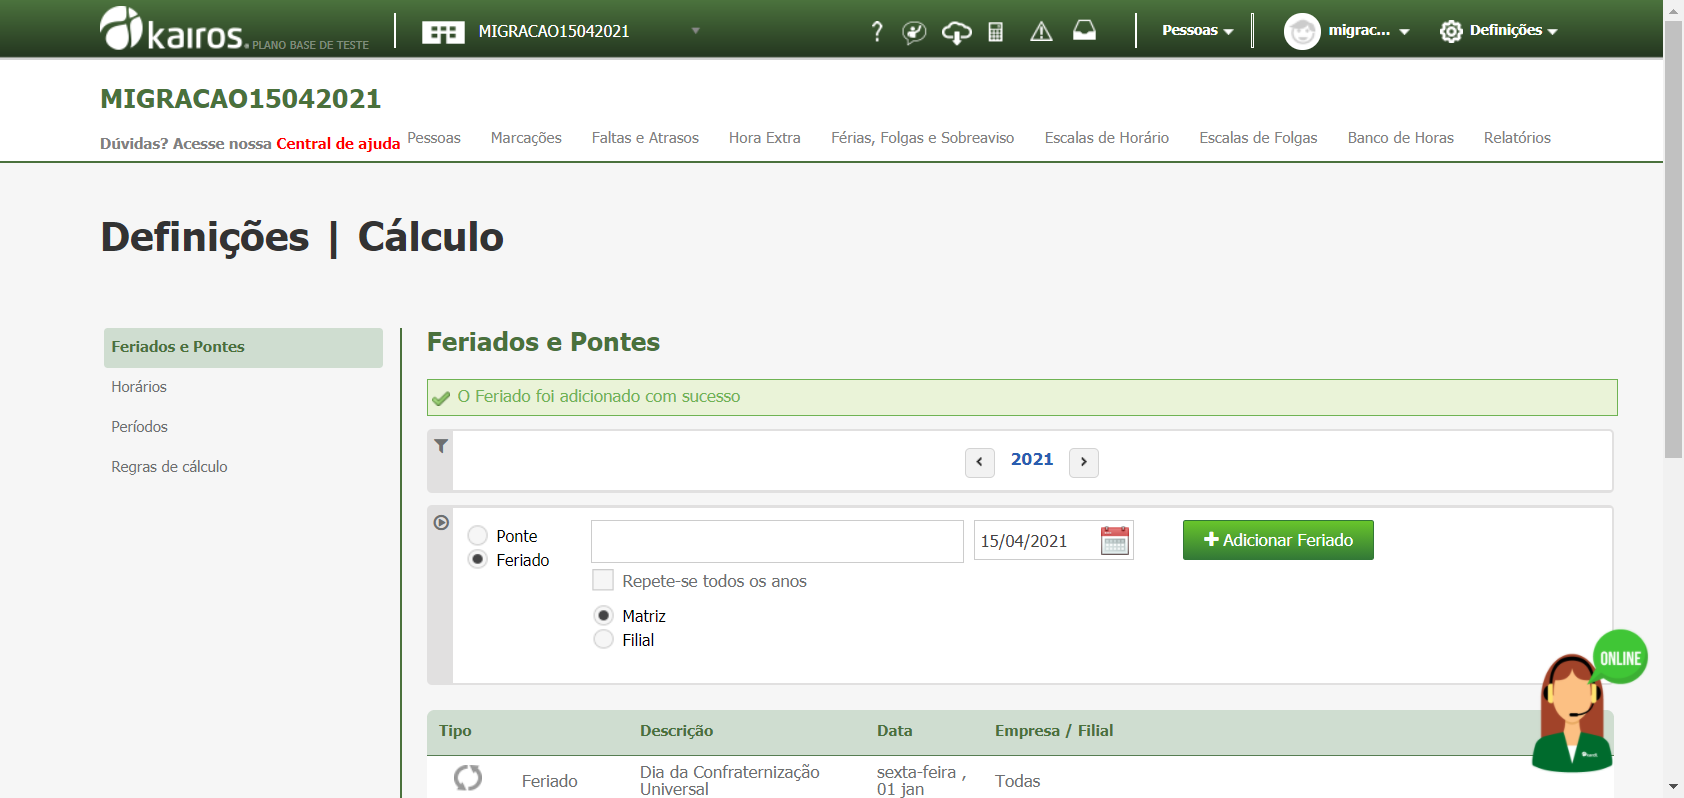 kairos. PLANO BASE DE TESTE
MIGRACAO15042021
Pessoas
migrac...
Definições
MIGRACAO15042021
Dúvidas? Acesse nossa Central de ajuda
Pessoas Marcações Faltas e Atrasos Hora Extra Férias, Folgas e Sobreaviso Escalas de Horário Escalas de Folgas Banco de Horas Relatórios
Definições | Cálculo
Feriados e Pontes
Horários
Períodos
Regras de cálculo
Feriados e Pontes
O Feriado foi adicionado com sucesso
2021
Ponte
Feriado
15/04/2021
+ Adicionar Feriado
Repete-se todos os anos
Matriz
Filial
ONLINE
Tipo Descrição Data Empresa / Filial
Feriado Dia da Confraternização Universal sexta-feira , 01 jan Todas